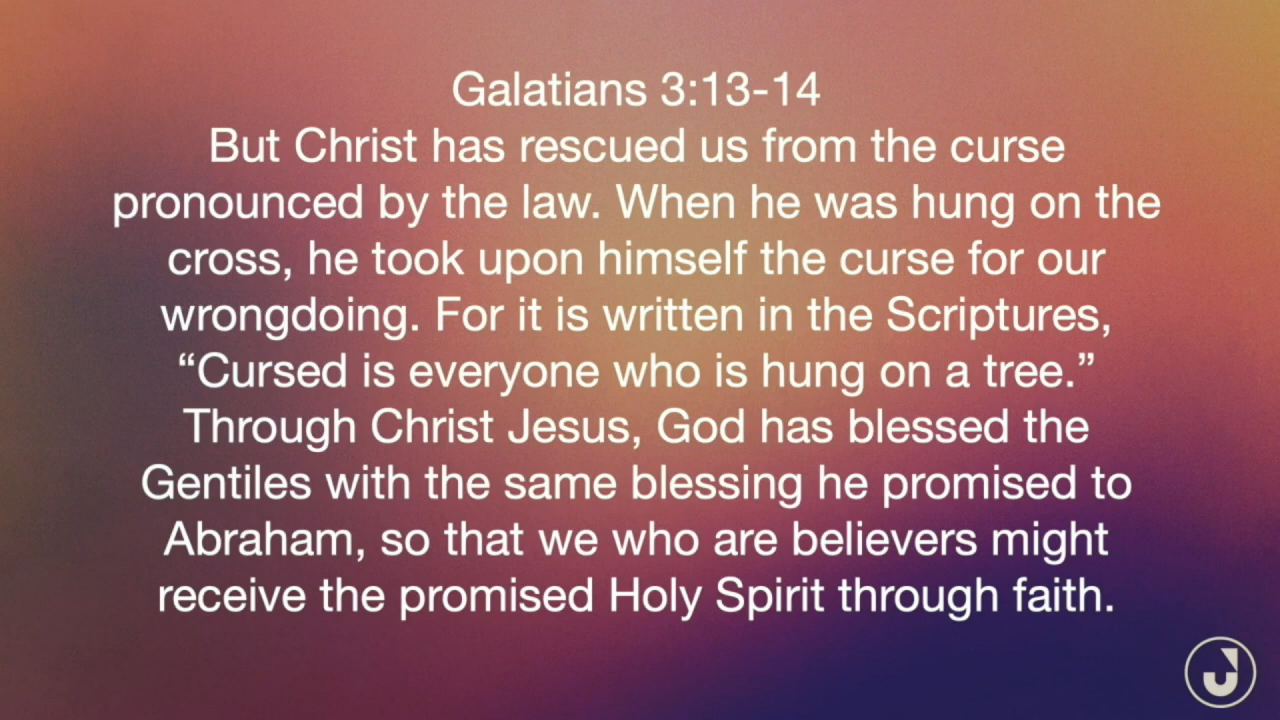 Galatians 3:13-14
But Christ has rescued us from the curse
pronounced by the law. When he was hung on the
cross, he took upon himself the curse for our
wrongdoing. For it is written in the Scriptures,
“Cursed is everyone who is hung on a tree.”
Through Christ Jesus, God has blessed the
Gentiles with the same blessing he promised to
Abraham, so that we who are believers might
receive the promised Holy Spirit through faith.